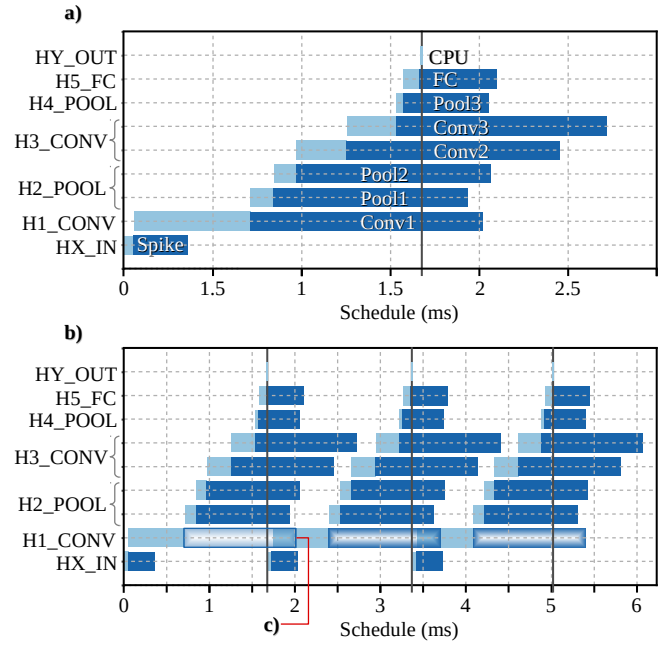 a)
HY_OUT
CPU
H5_FC
FC
H4_POOL
Pool3
Conv3
H3_CONV
Conv2
Pool2
H2_POOL
Pool1
H1_CONV
Conv1
HX_IN
Spike
0 1.5 1 1.5 2 2.5
Schedule (ms)
b)
HY_OUT
H5_FC
H4_POOL
H3_CONV
H2_POOL
H1_CONV
HX_IN
0 1 2 3 4 5 6
c)
Schedule (ms)